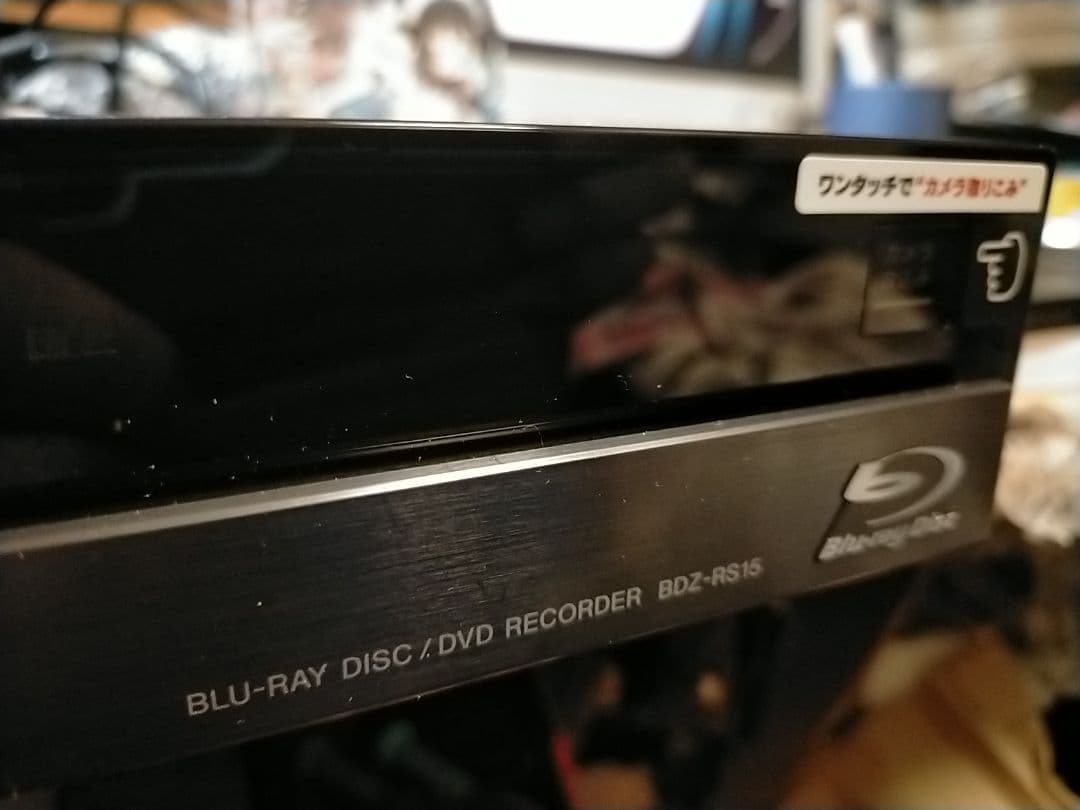 ワンタッチで"カメラ取りこみ"
Blu-ray Disc
BLU-RAY DISC / DVD RECORDER BDZ-RS15